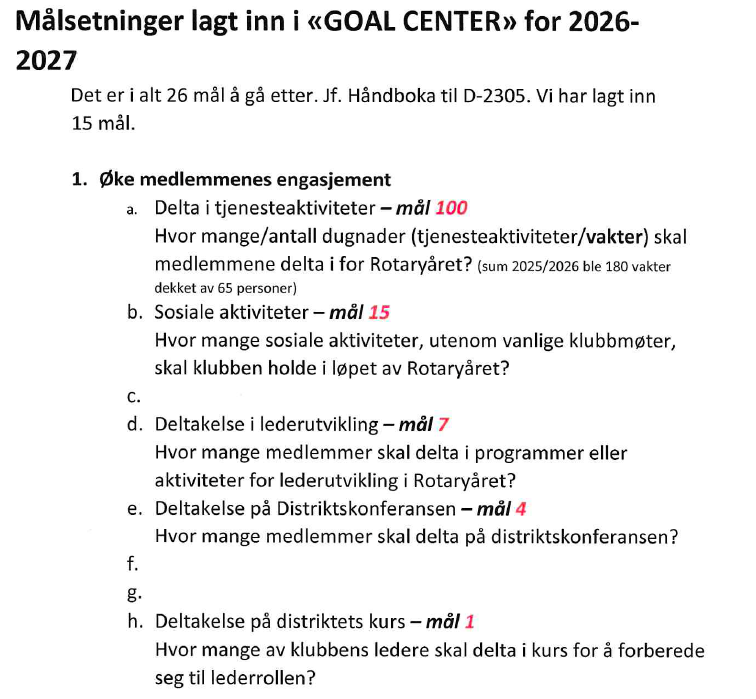 Målsetninger lagt inn i «GOAL CENTER» for 2026-
2027
Det er i alt 26 mål å gå etter. Jf. Håndboka til D-2305. Vi har lagt inn
15 mål.
1. Øke medlemmenes engasjement
a. Delta i tjenesteaktiviteter – mål 100
Hvor mange/antall dugnader (tjenesteaktiviteter/vakter) skal
medlemmene delta i for Rotaryåret? (sum 2025/2026 ble 180 vakter
dekket av 65 personer)
b. Sosiale aktiviteter – mål 15
Hvor mange sosiale aktiviteter, utenom vanlige klubbmøter,
skal klubben holde i løpet av Rotaryåret?
c.
d. Deltakelse i lederutvikling – mål 7
Hvor mange medlemmer skal delta i programmer eller
aktiviteter for lederutvikling i Rotaryåret?
e. Deltakelse på Distriktskonferansen – mål 4
Hvor mange medlemmer skal delta på distriktskonferansen?
f.
g.
h. Deltakelse på distriktets kurs – mål 1
Hvor mange av klubbens ledere skal delta i kurs for å forberede
seg til lederrollen?